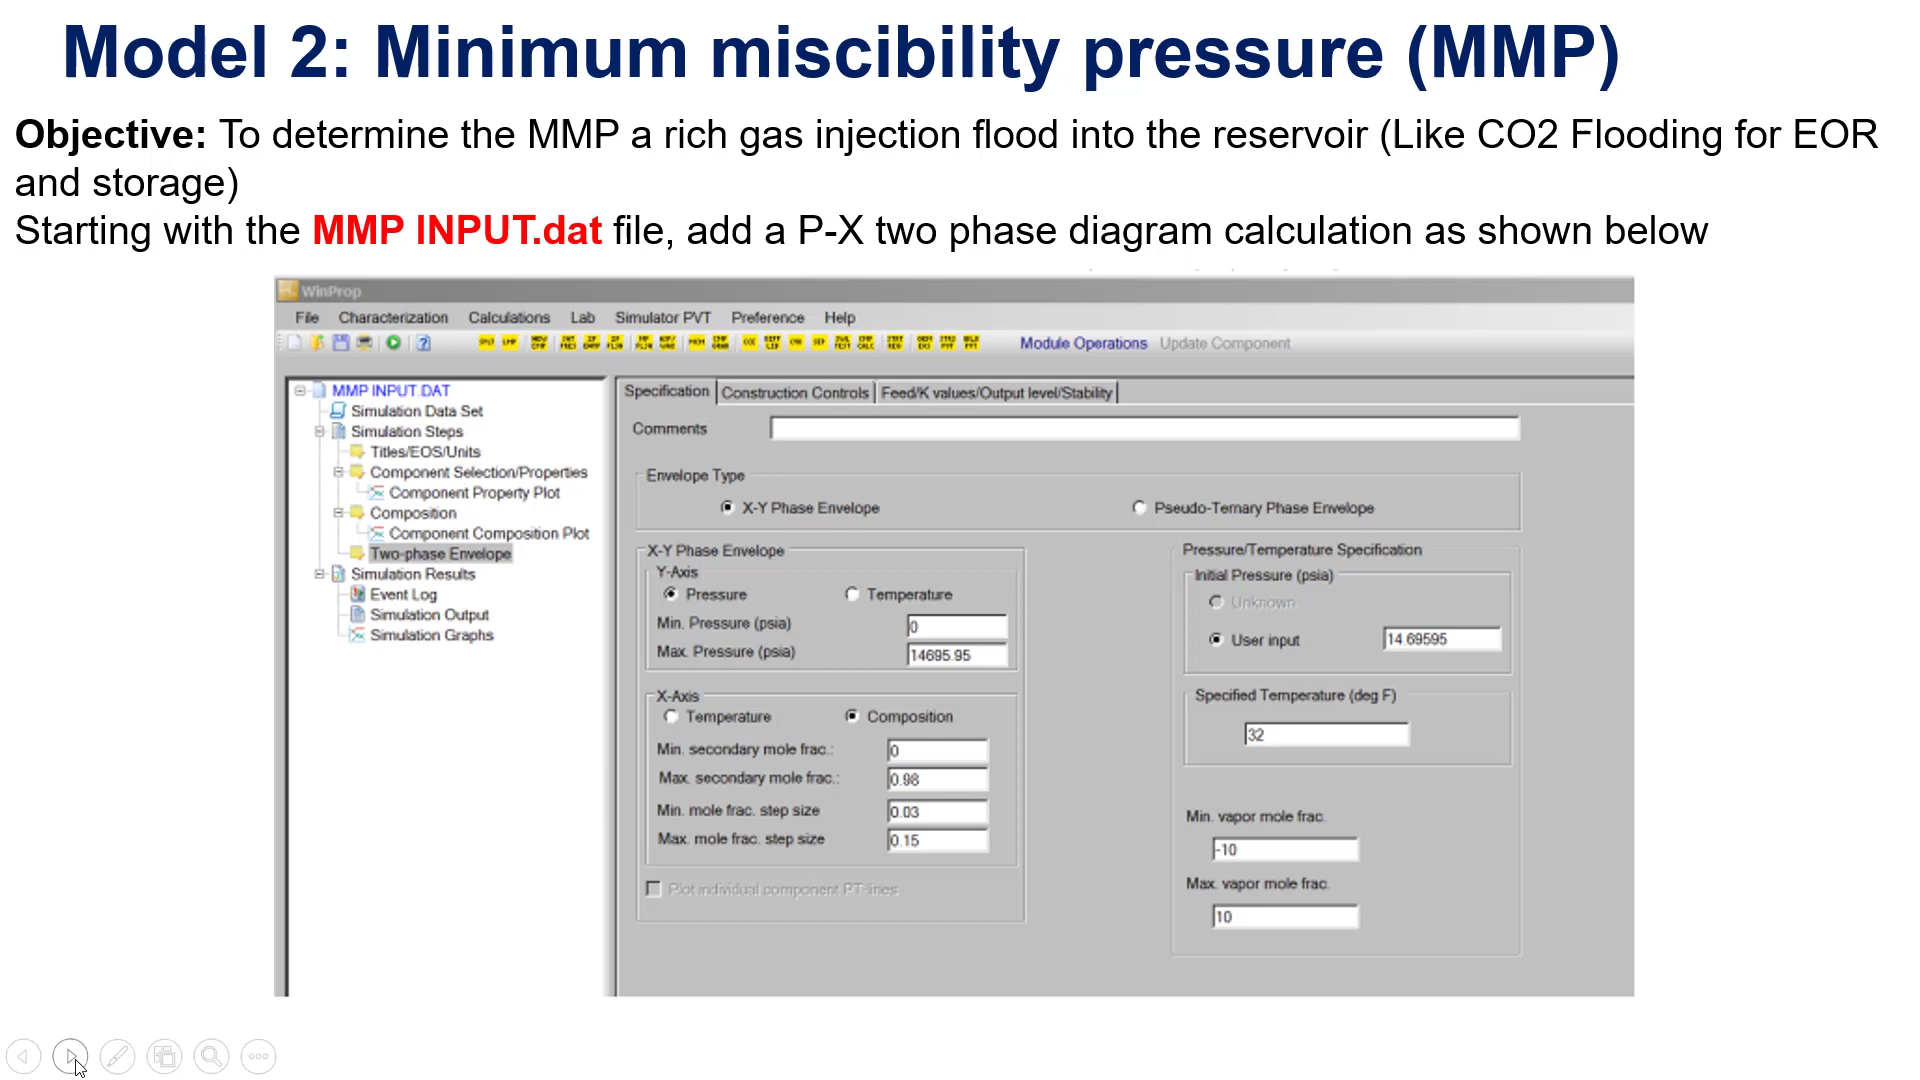 Model 2: Minimum miscibility pressure (MMP)
Objective: To determine the MMP a rich gas injection flood into the reservoir (Like CO2 Flooding for EOR
and storage)
Starting with the MMP INPUT.dat file, add a P-X two phase diagram calculation as shown below
WinProp
File Characterization Calculations Lab Simulator PVT Preference Help
Module Operations Update Component
MMP INPUT.DAT
Simulation Data Set
Simulation Steps
Titles/EOS/Units
Component Selection/Properties
Component Property Plot
Composition
Component Composition Plot
Two-phase Envelope
Simulation Results
Event Log
Simulation Output
Simulation Graphs
Specification Construction Controls Feed/K values/Output level/Stability
Comments
Envelope Type
X-Y Phase Envelope Pseudo-Ternary Phase Envelope
X-Y Phase Envelope
Y-Axis
Pressure Temperature
Min. Pressure (psia) 0
Max. Pressure (psia) 14695.95
X-Axis
Temperature Composition
Min. secondary mole frac.: 0
Max. secondary mole frac.: 0.98
Min. mole frac. step size 0.03
Max. mole frac. step size 0.15
Plot individual component PT-lines
Pressure/Temperature Specification
Initial Pressure (psia)
Unknown
User input 14.69595
Specified Temperature (deg F)
32
Min. vapor mole frac.
-10
Max. vapor mole frac.
10